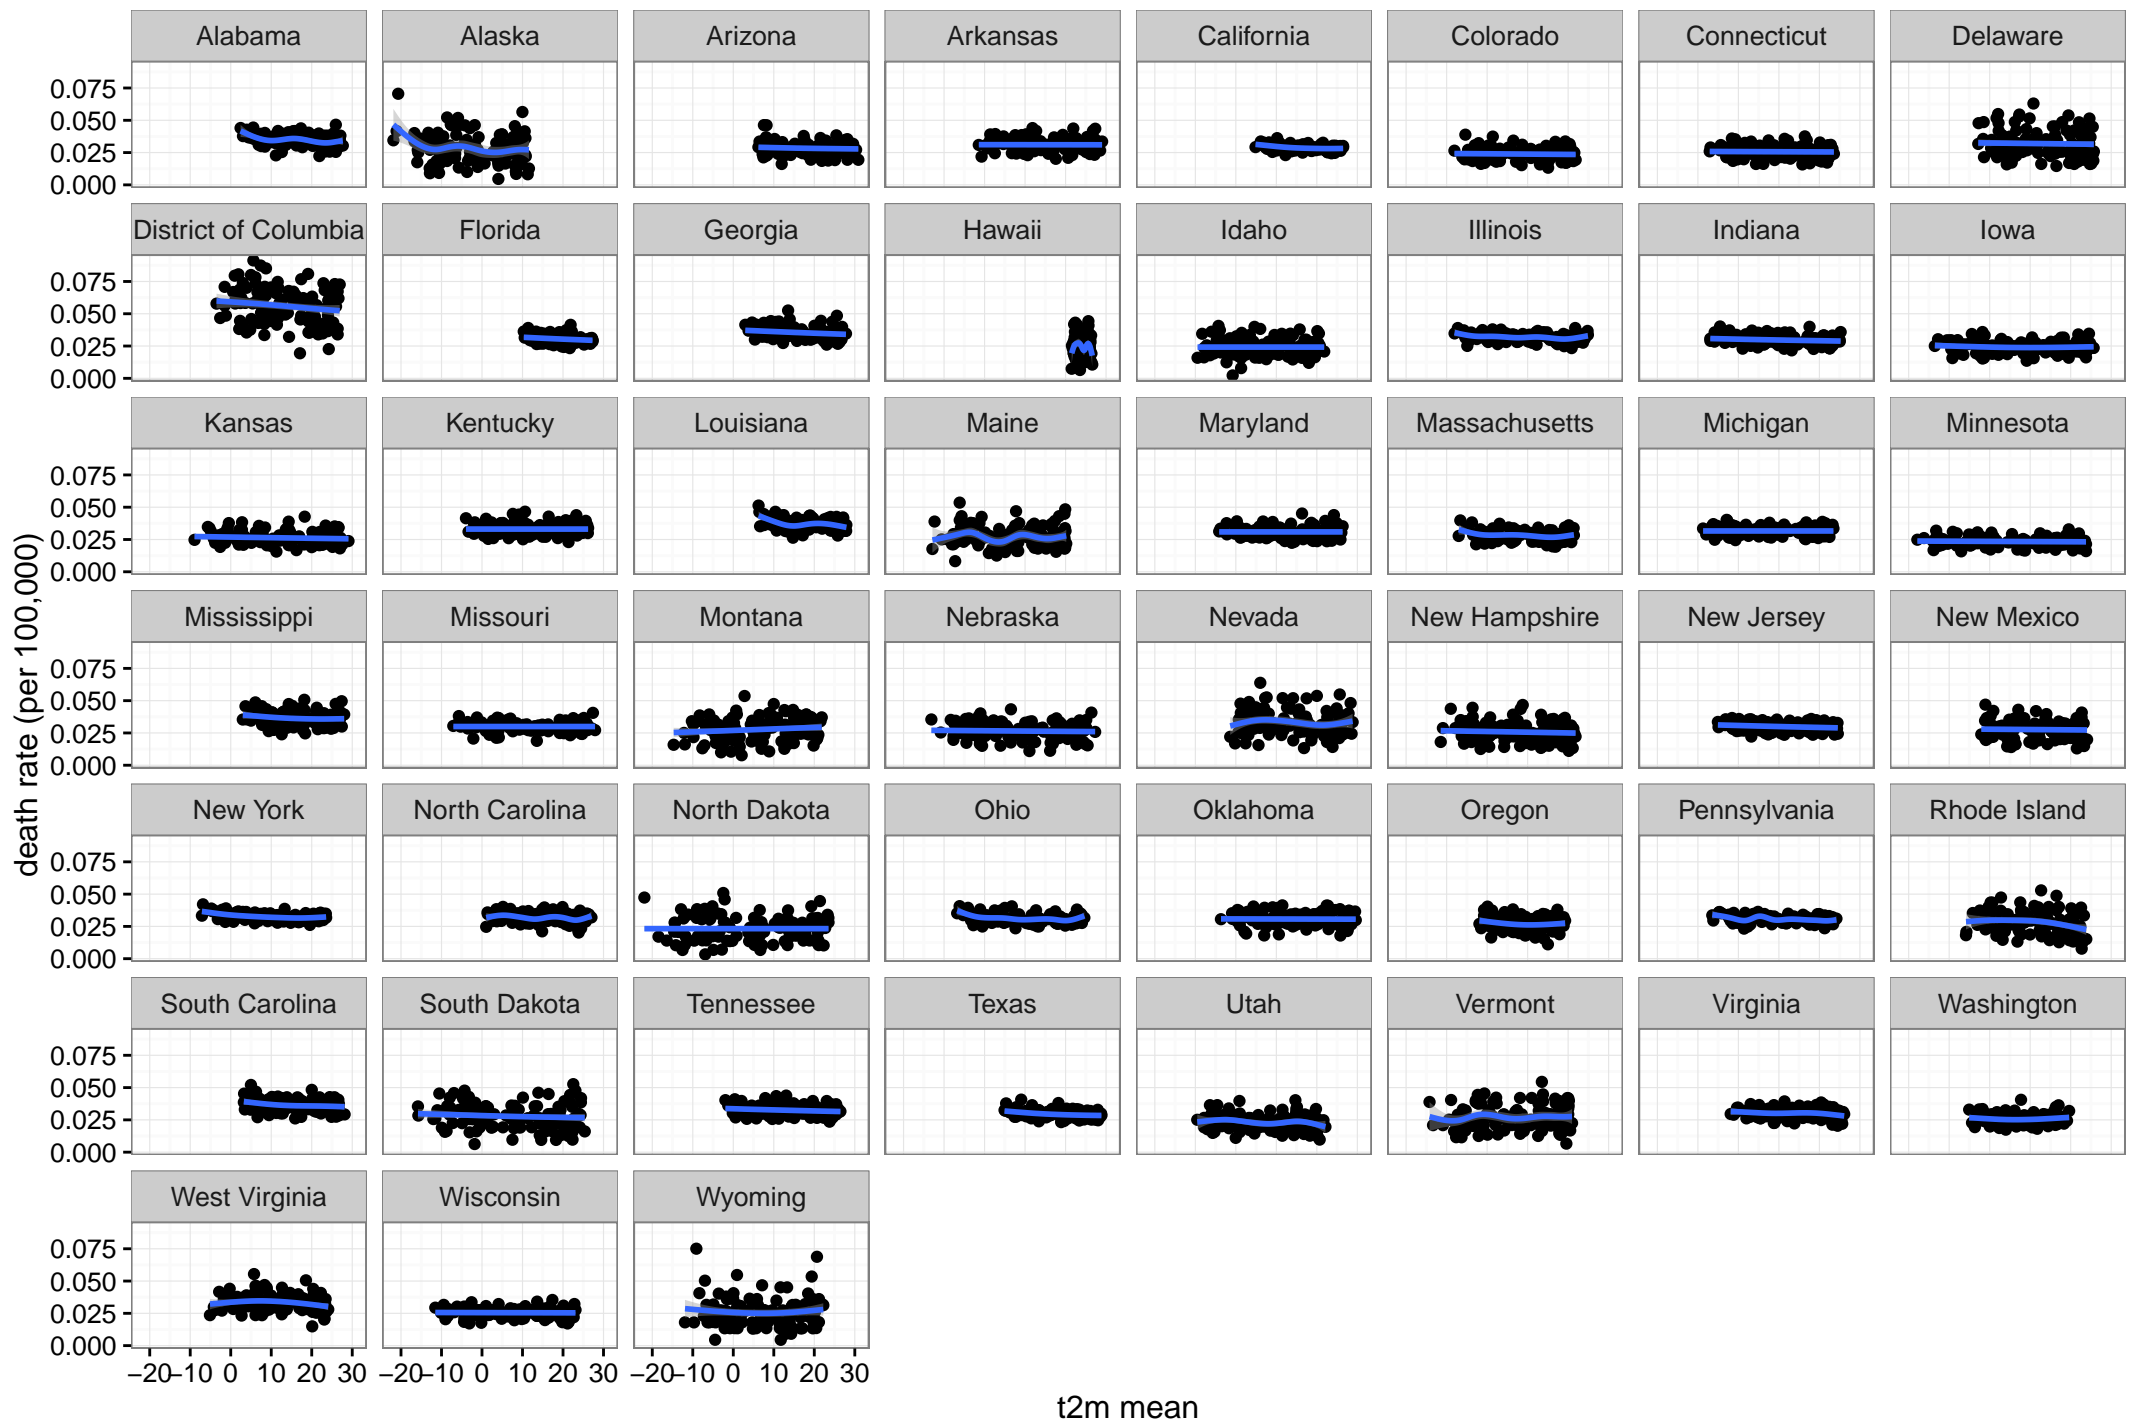 Alabama Alaska Arizona Arkansas California Colorado Connecticut Delaware
0.075
0.050
0.025
0.000
District of Columbia Florida Georgia Hawaii Idaho Illinois Indiana Iowa
0.075
0.050
0.025
0.000
Kansas Kentucky Louisiana Maine Maryland Massachusetts Michigan Minnesota
0.075
0.050
0.025
0.000
death rate (per 100,000)
Mississippi Missouri Montana Nebraska Nevada New Hampshire New Jersey New Mexico
0.075
0.050
0.025
0.000
New York North Carolina North Dakota Ohio Oklahoma Oregon Pennsylvania Rhode Island
0.075
0.050
0.025
0.000
South Carolina South Dakota Tennessee Texas Utah Vermont Virginia Washington
0.075
0.050
0.025
0.000
West Virginia Wisconsin Wyoming
0.075
0.050
0.025
0.000
−20 −10 0 10 20 30 −20 −10 0 10 20 30 −20 −10 0 10 20 30
t2m mean